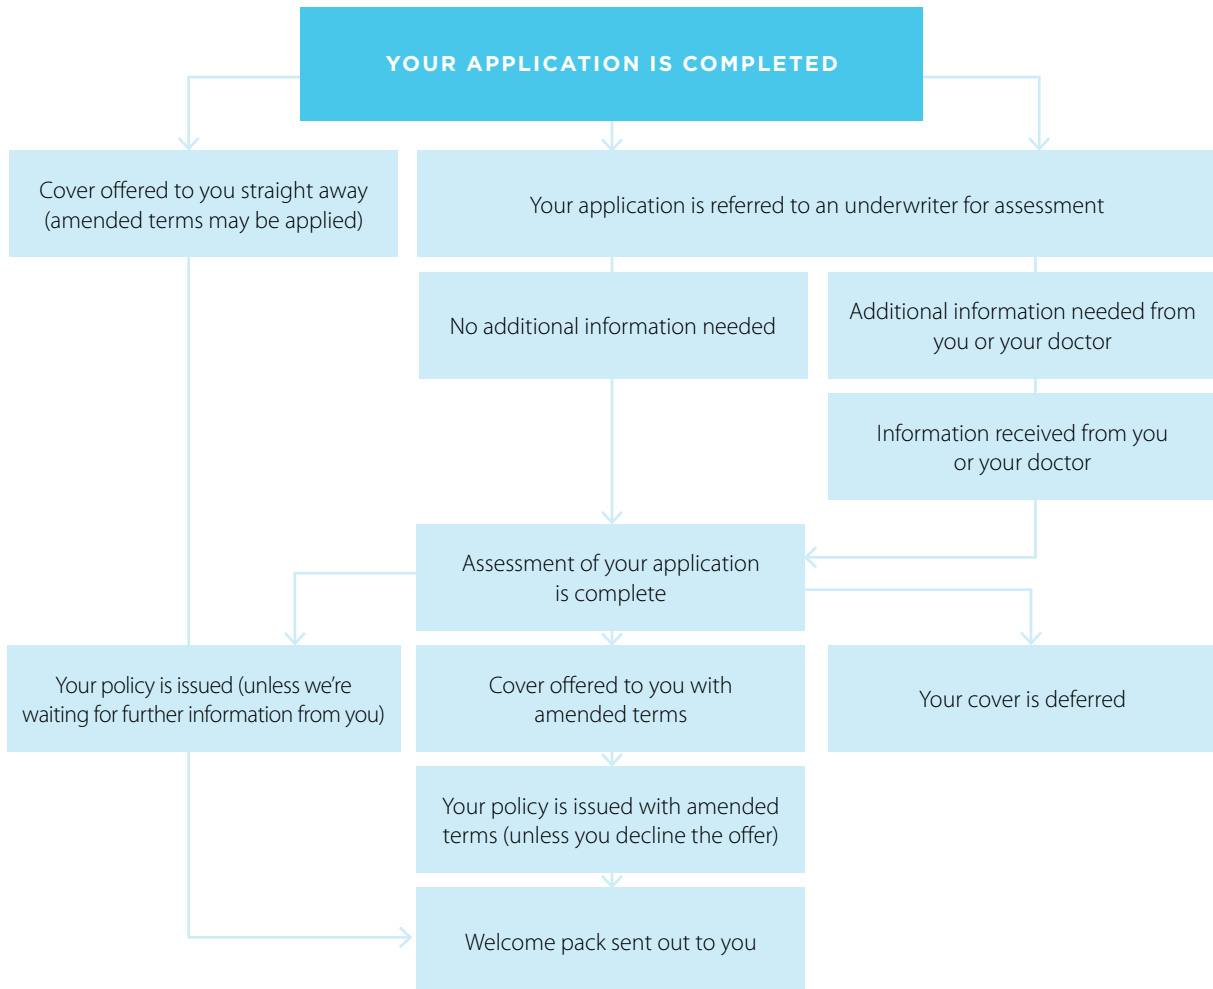 YOUR APPLICATION IS COMPLETED
Cover offered to you straight away
(amended terms may be applied)
Your application is referred to an underwriter for assessment
No additional information needed
Additional information needed from
you or your doctor
Information received from you
or your doctor
Assessment of your application
is complete
Your policy is issued (unless we're
waiting for further information from you)
Cover offered to you with
amended terms
Your cover is deferred
Your policy is issued with amended
terms (unless you decline the offer)
Welcome pack sent out to you